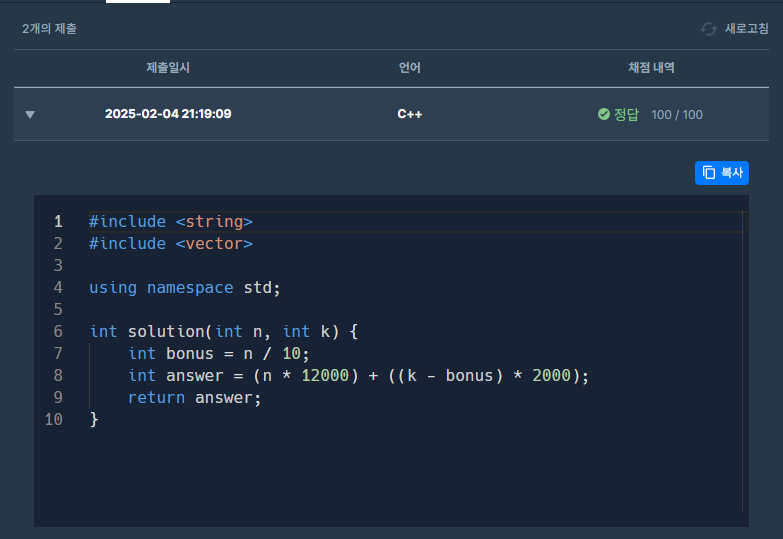 2개의 제출
새로고침
제출일시 언어 채점 내역
▼ 2025-02-04 21:19:09 C++ 정답 100 / 100
복사
1 #include <string>
2 #include <vector>
3
4 using namespace std;
5
6 int solution(int n, int k) {
7     int bonus = n / 10;
8     int answer = (n * 12000) + ((k - bonus) * 2000);
9     return answer;
10 }